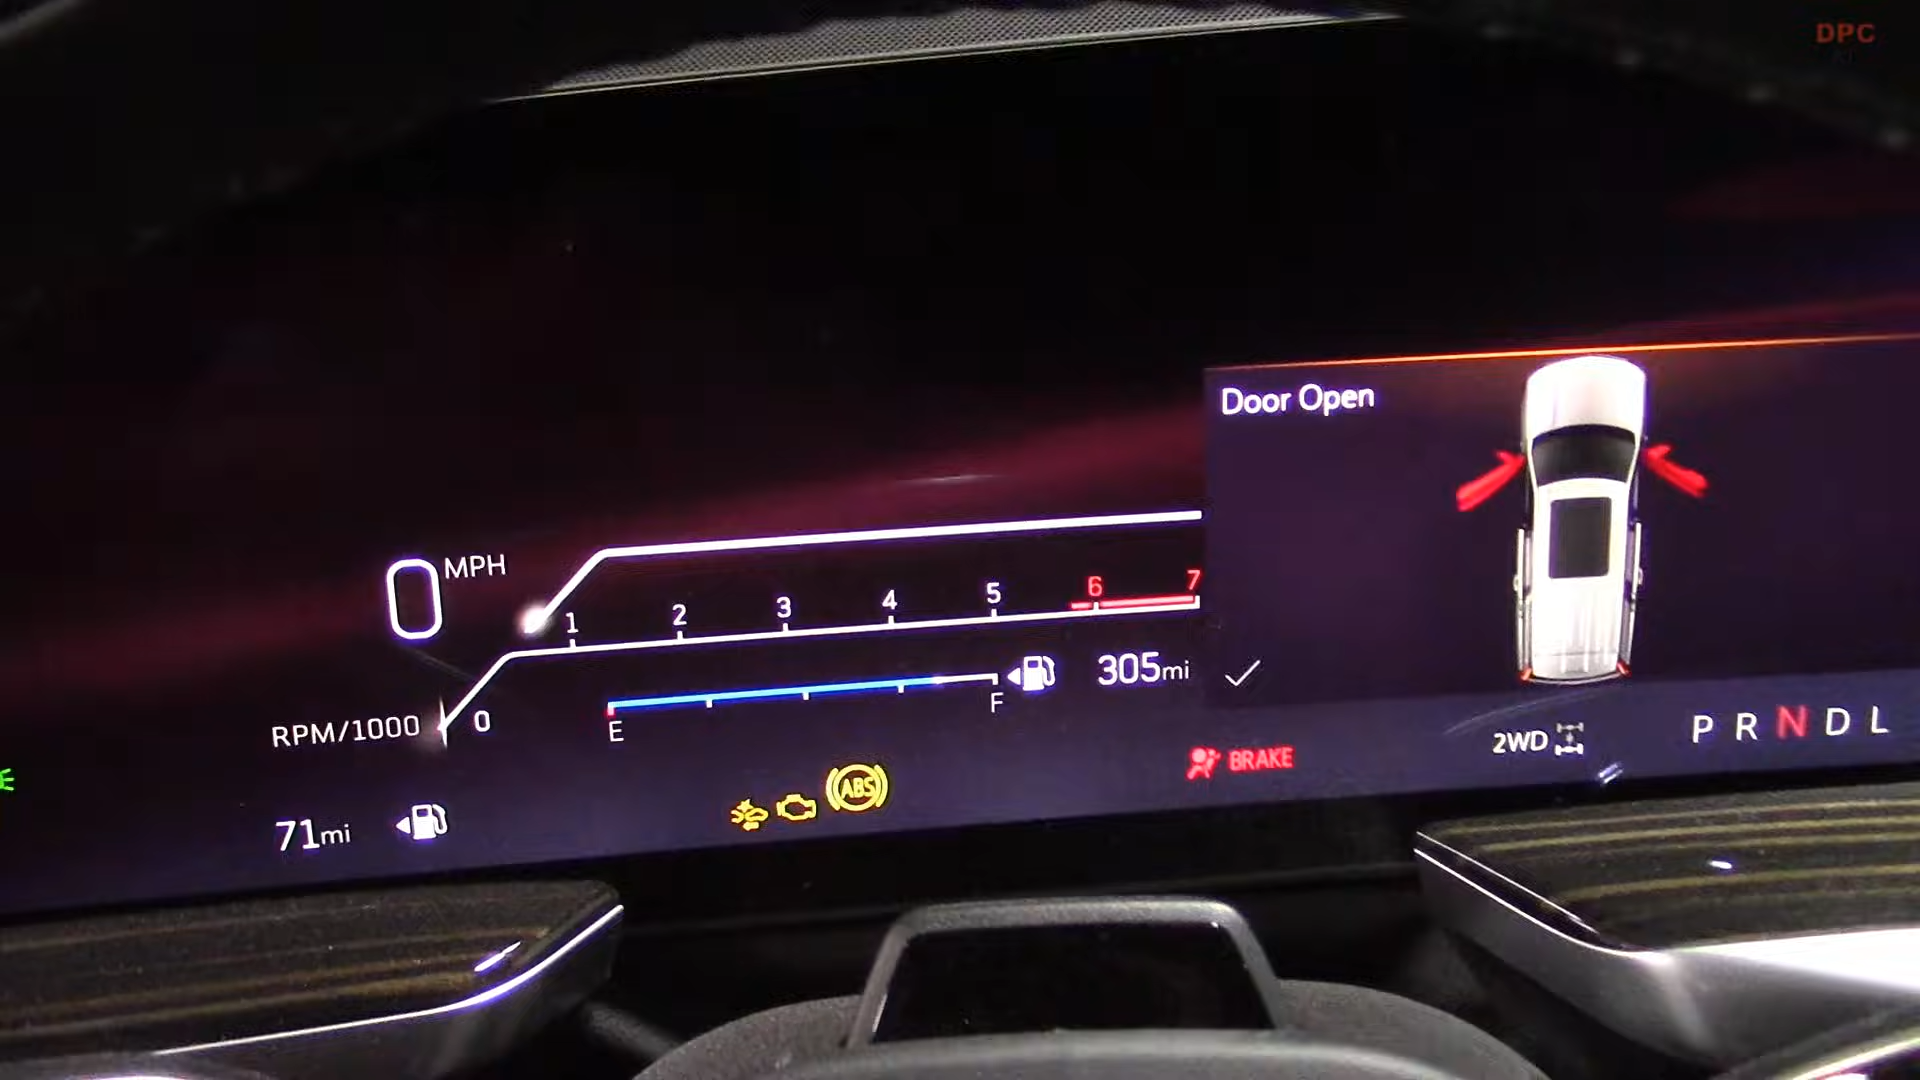 DPC
Door Open
0 MPH
1 2 3 4 5 6 7
305mi
E F
RPM/1000 0
2WD
P R N D L
BRAKE
ABS
71mi